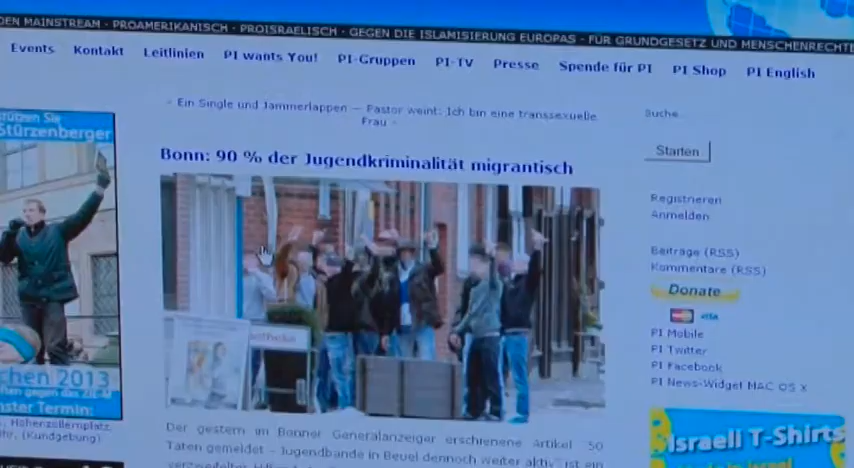 DEN MAINSTREAM · PROAMERIKANISCH · PROISRAELISCH · GEGEN DIE ISLAMISIERUNG EUROPAS · FÜR GRUNDGESETZ UND MENSCHENRECHTE
Events Kontakt Leitlinien PI wants You! PI-Gruppen PI-TV Presse Spende für PI PI Shop PI English
« Ein Single und Jammerlappen — Pastor weint: Ich bin eine transsexuelle
Frau »
Suche
Starten
Stürzenberger
Bonn: 90 % der Jugendkriminalität migrantisch
Registrieren
Anmelden
Beiträge (RSS)
Kommentare (RSS)
Donate
VISA
PI Mobile
PI Twitter
PI Facebook
PI News-Widget MAC OS X
chen 2013
Termin:
Hohenzollernplatz,
(Kundgebung)
Israeli T-Shirts
Der gestern im Bonner Generalanzeiger erschienene Artikel "50
Taten gemeldet – Jugendbande in Beuel dennoch weiter aktiv" ist ein